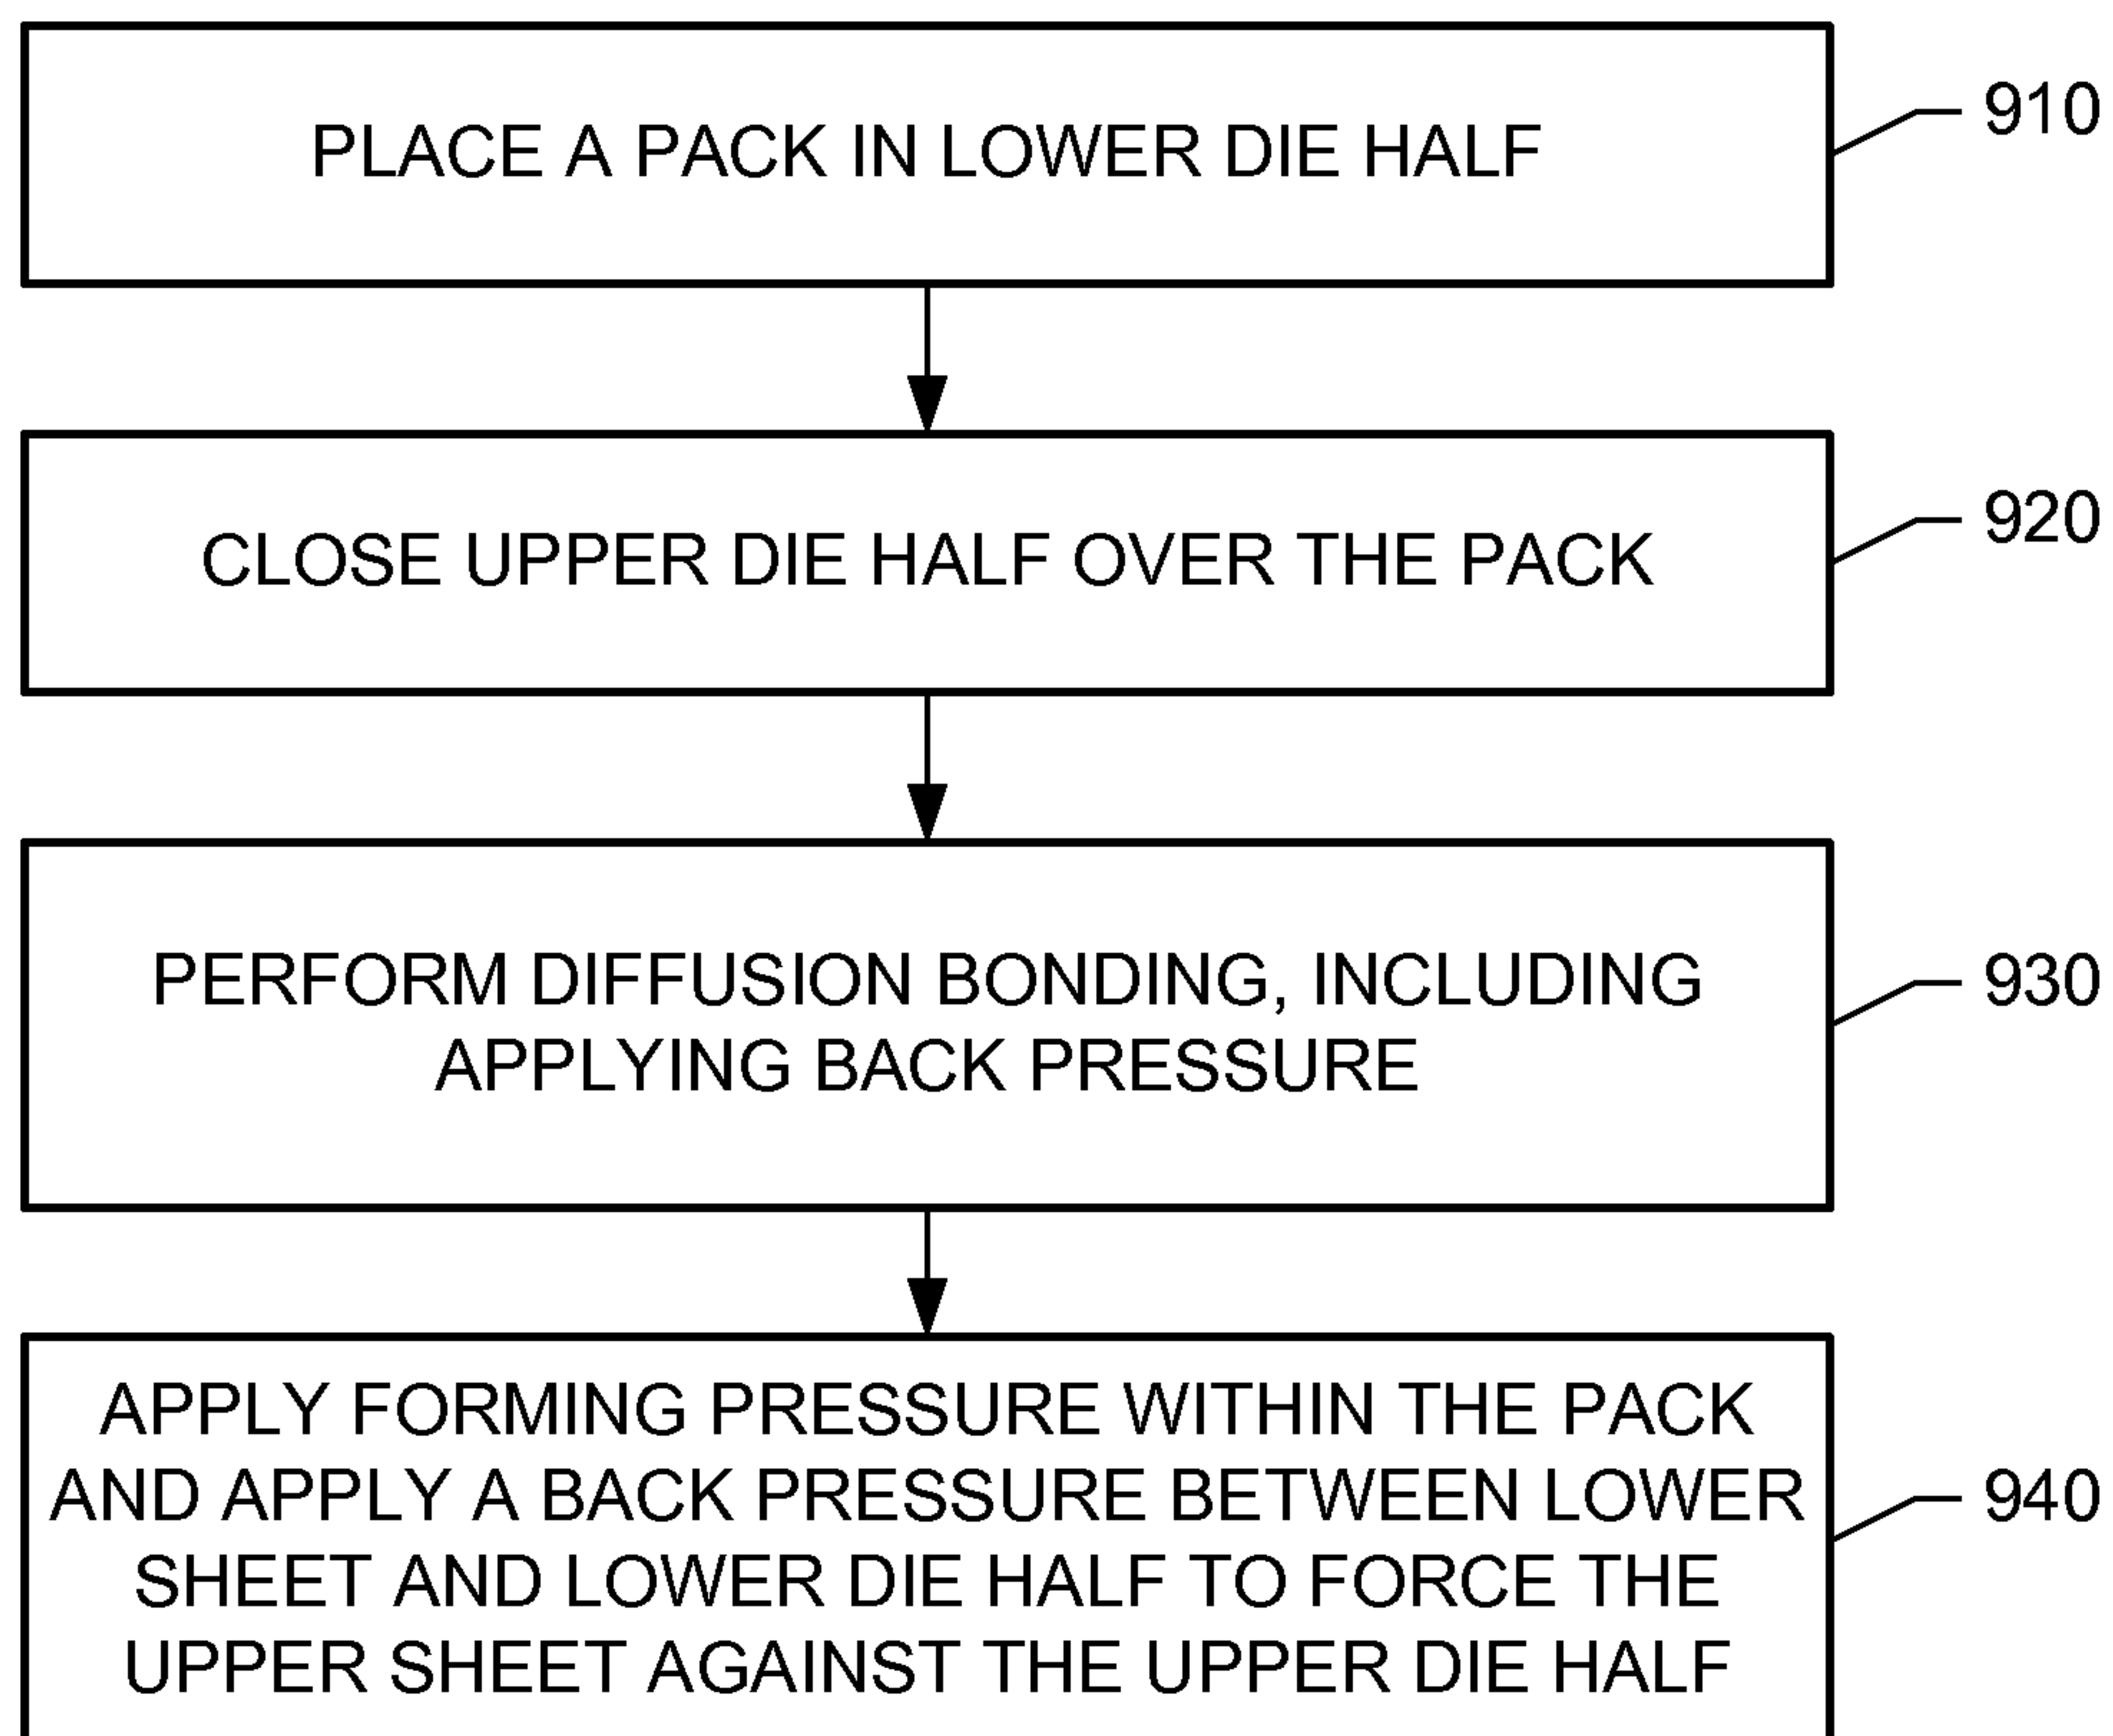 PLACE A PACK IN LOWER DIE HALF
910
CLOSE UPPER DIE HALF OVER THE PACK
920
PERFORM DIFFUSION BONDING, INCLUDING
APPLYING BACK PRESSURE
930
APPLY FORMING PRESSURE WITHIN THE PACK
AND APPLY A BACK PRESSURE BETWEEN LOWER
SHEET AND LOWER DIE HALF TO FORCE THE
UPPER SHEET AGAINST THE UPPER DIE HALF
940